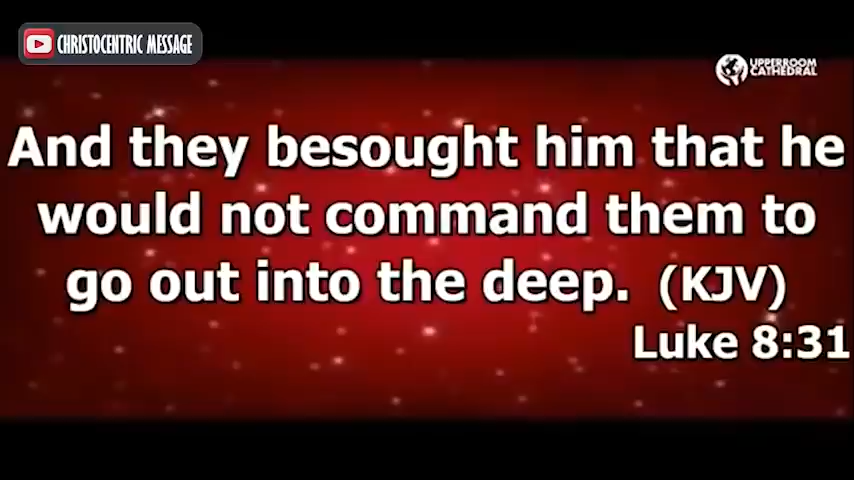 CHRISTOCENTRIC MESSAGE
UPPERROOM
CATHEDRAL
And they besought him that he
would not command them to
go out into the deep. (KJV)
Luke 8:31